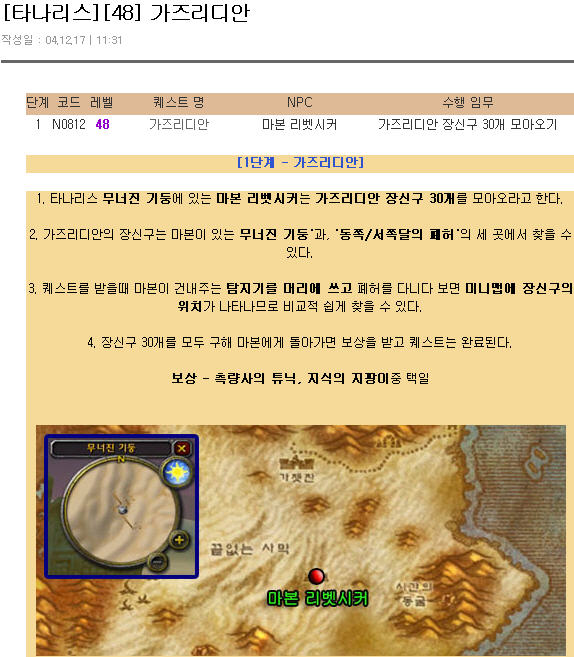 [타나리스][48] 가즈리디안
작성일 : 04.12.17 | 11:31
단계 코드 레벨 퀘스트 명 NPC 수행 임무
1 N0812 48 가즈리디안 마본 리벳시커 가즈리디안 장신구 30개 모아오기
[1단계 - 가즈리디안]
1. 타나리스 무너진 기둥에 있는 마본 리벳시커는 가즈리디안 장신구 30개를 모아오라고 한다.
2. 가즈리디안의 장신구는 마본이 있는 무너진 기둥'과, '동쪽/서쪽달의 폐허'의 세 곳에서 찾을 수
있다.
3. 퀘스트를 받을때 마본이 건내주는 탐지기를 머리에 쓰고 폐허를 다니다 보면 미니맵에 장신구의
위치가 나타나므로 비교적 쉽게 찾을 수 있다.
4. 장신구 30개를 모두 구해 마본에게 돌아가면 보상을 받고 퀘스트는 완료된다.
보상 - 측량사의 튜닉, 지식의 지팡이중 택일
무너진 기둥
N
가젯잔
끝없는 사막
마본 리벳시커
시간의
동굴